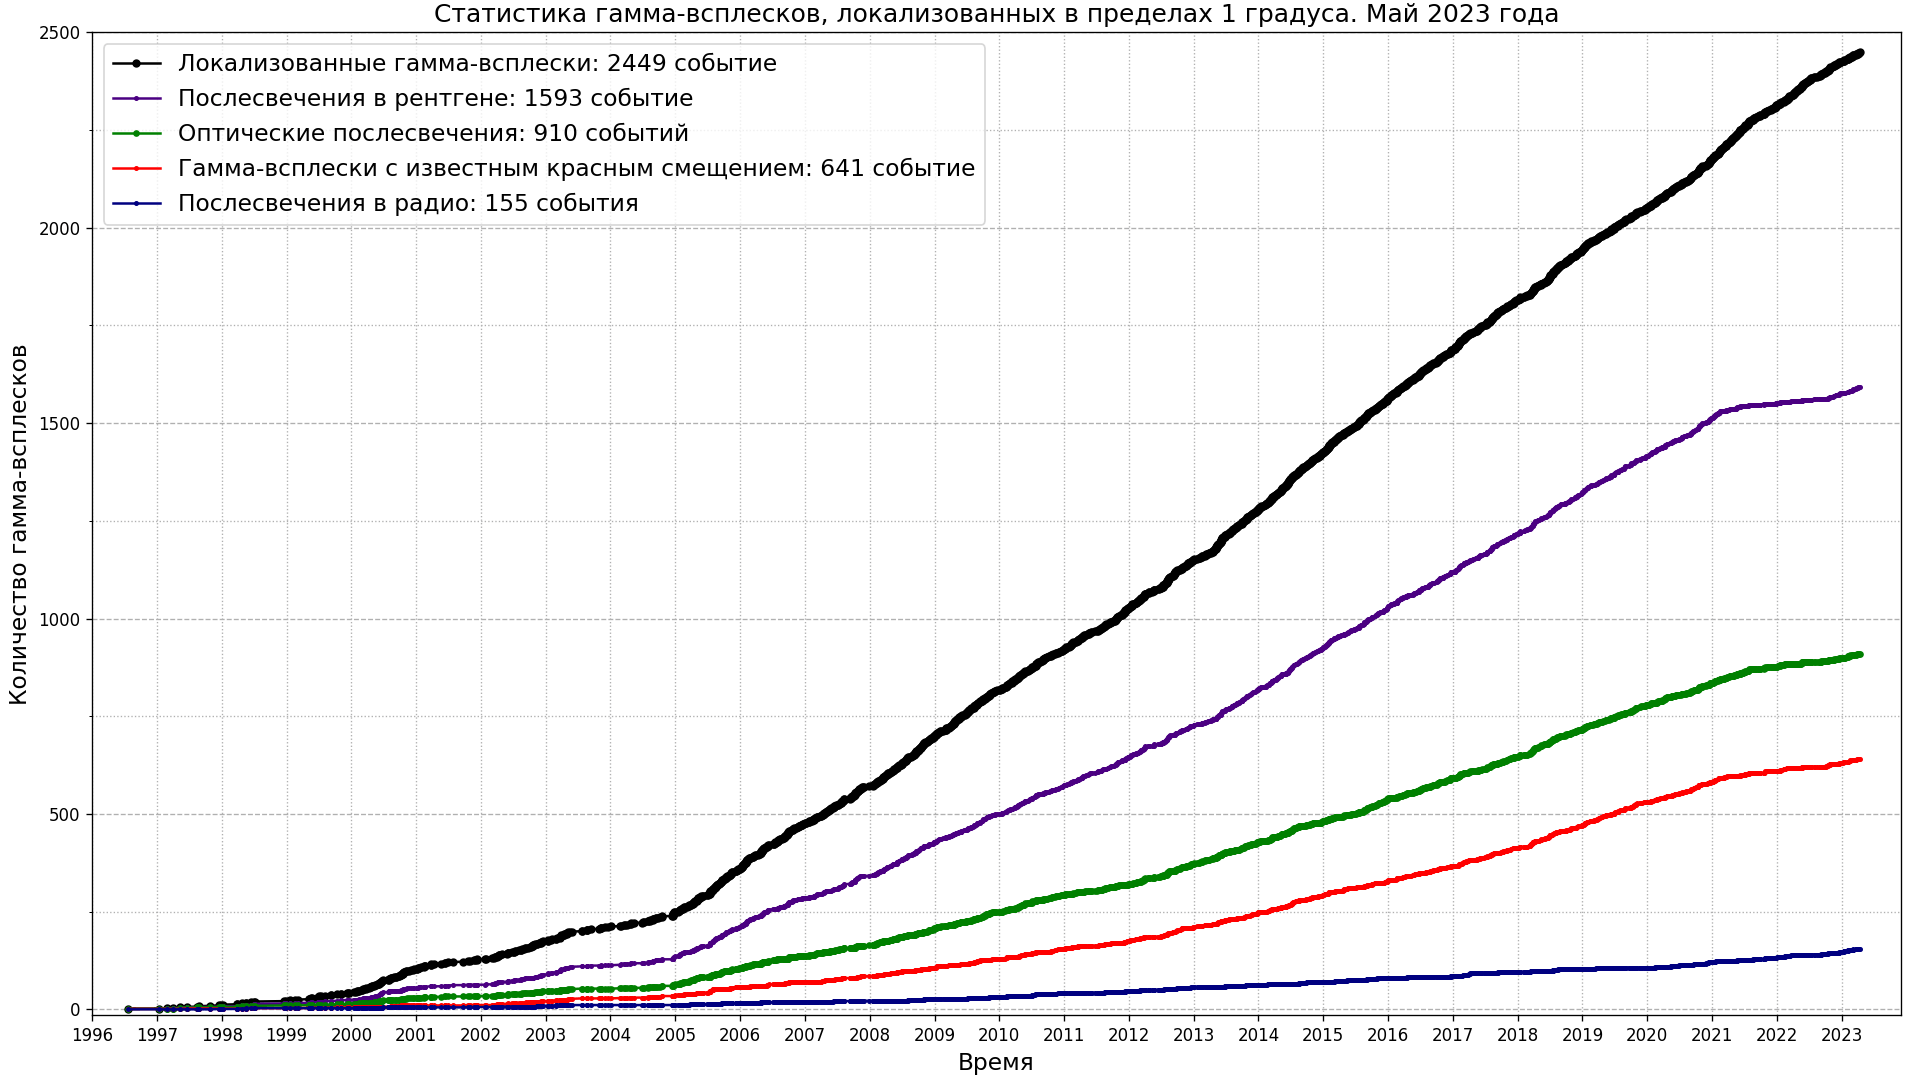 Статистика гамма-всплесков, локализованных в пределах 1 градуса. Май 2023 года
Локализованные гамма-всплески: 2449 событие
Послесвечения в рентгене: 1593 событие
Оптические послесвечения: 910 событий
Гамма-всплески с известным красным смещением: 641 событие
Послесвечения в радио: 155 события
Количество гамма-всплесков
2500
2000
1500
1000
500
0
1996 1997 1998 1999 2000 2001 2002 2003 2004 2005 2006 2007 2008 2009 2010 2011 2012 2013 2014 2015 2016 2017 2018 2019 2020 2021 2022 2023
Время